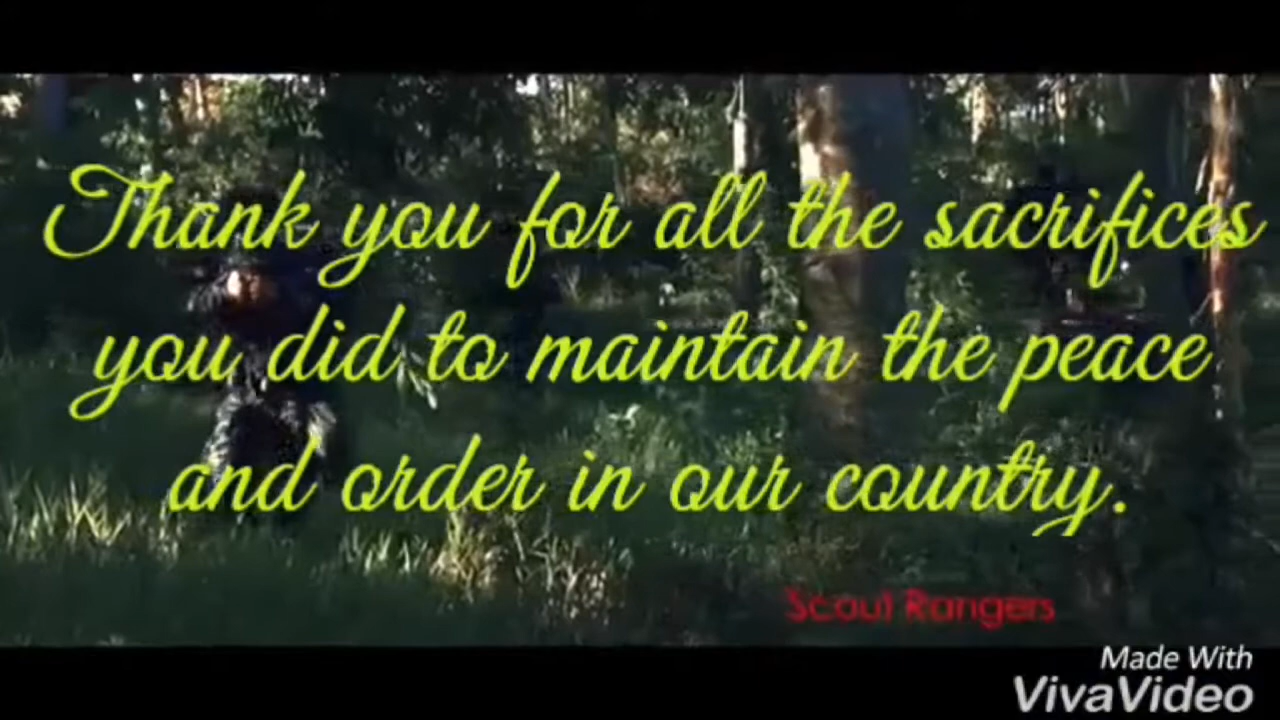 Thank you for all the sacrifices
you did to maintain the peace
and order in our country.
Scout Rangers
Made With
VivaVideo